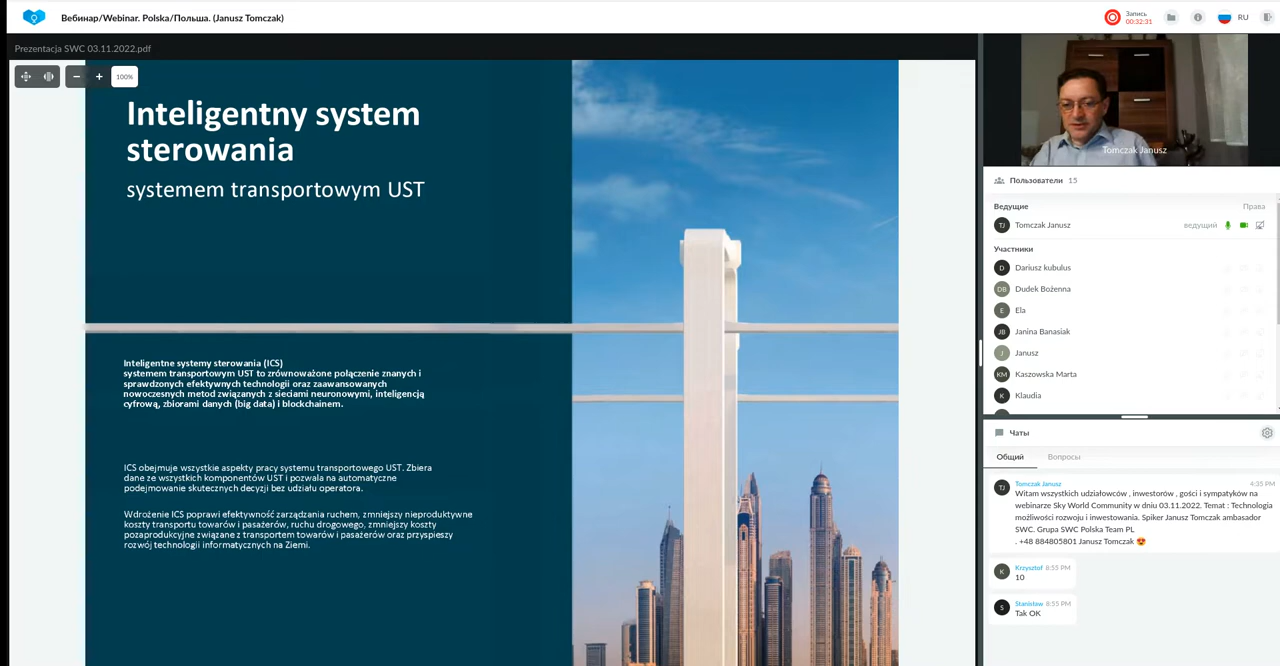 Вебинар/Webinar. Polska/Польша. (Janusz Tomczak)
Запись
00:32:31
RU
Prezentacja SWC 03.11.2022.pdf
100%
Inteligentny system
sterowania
systemem transportowym UST
Inteligentne systemy sterowania (ICS)
systemem transportowym UST to zrównoważone połączenie znanych i
sprawdzonych efektywnych technologii oraz zaawansowanych
nowoczesnych metod związanych z sieciami neuronowymi, inteligencją
cyfrową, zbiorami danych (big data) i blockchainem.
ICS obejmuje wszystkie aspekty pracy systemu transportowego UST. Zbiera
dane ze wszystkich komponentów UST i pozwala na automatyczne
podejmowanie skutecznych decyzji bez udziału operatora.
Wdrożenie ICS poprawi efektywność zarządzania ruchem, zmniejszy nieproduktywne
koszty transportu towarów i pasażerów, ruchu drogowego, zmniejszy koszty
pozaprodukcyjne związane z transportem towarów i pasażerów oraz przyspieszy
rozwój technologii informatycznych na Ziemi.
Tomczak Janusz
Пользователи 15
Ведущие Права
TJ Tomczak Janusz ведущий
Участники
D Dariusz kubulus
DB Dudek Bożenna
E Ela
JB Janina Banasiak
J Janusz
KM Kaszowska Marta
K Klaudia
Чаты
Общий Вопросы
TJ Tomczak Janusz 4:35 PM
Witam wszystkich udziałowców , inwestorów , gości i sympatyków na
webinarze Sky World Community w dniu 03.11.2022. Temat : Technologia
możliwości rozwoju i inwestowania. Spiker Janusz Tomczak ambasador
SWC. Grupa SWC Polska Team PL
. +48 884805801 Janusz Tomczak 😍
K Krzysztof 8:55 PM
10
S Stanisław 8:55 PM
Tak OK